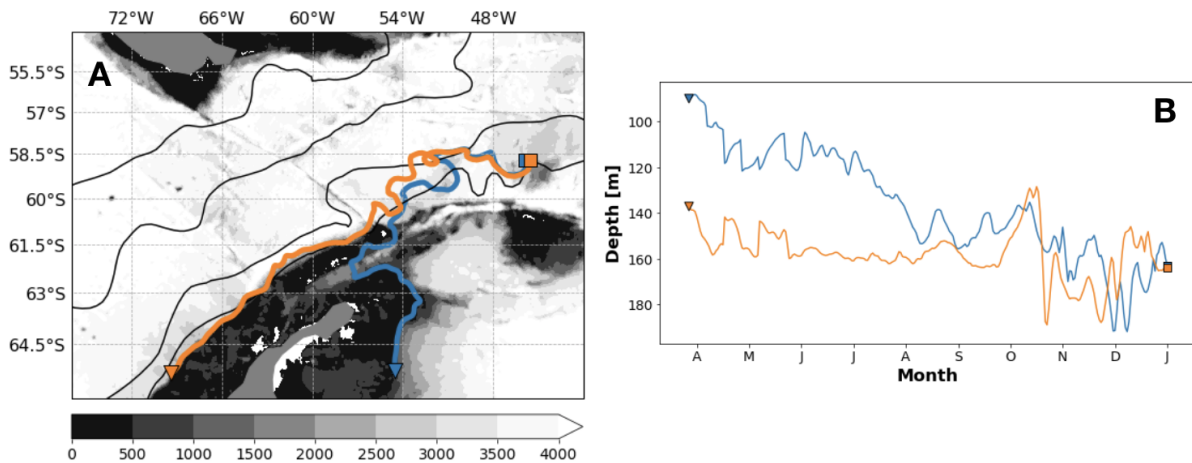 72°W 66°W 60°W 54°W 48°W
A
55.5°S
57°S
58.5°S
60°S
61.5°S
63°S
64.5°S
0 500 1000 1500 2000 2500 3000 3500 4000
B
Depth [m]
100
120
140
160
180
A M J J A S O N D J
Month